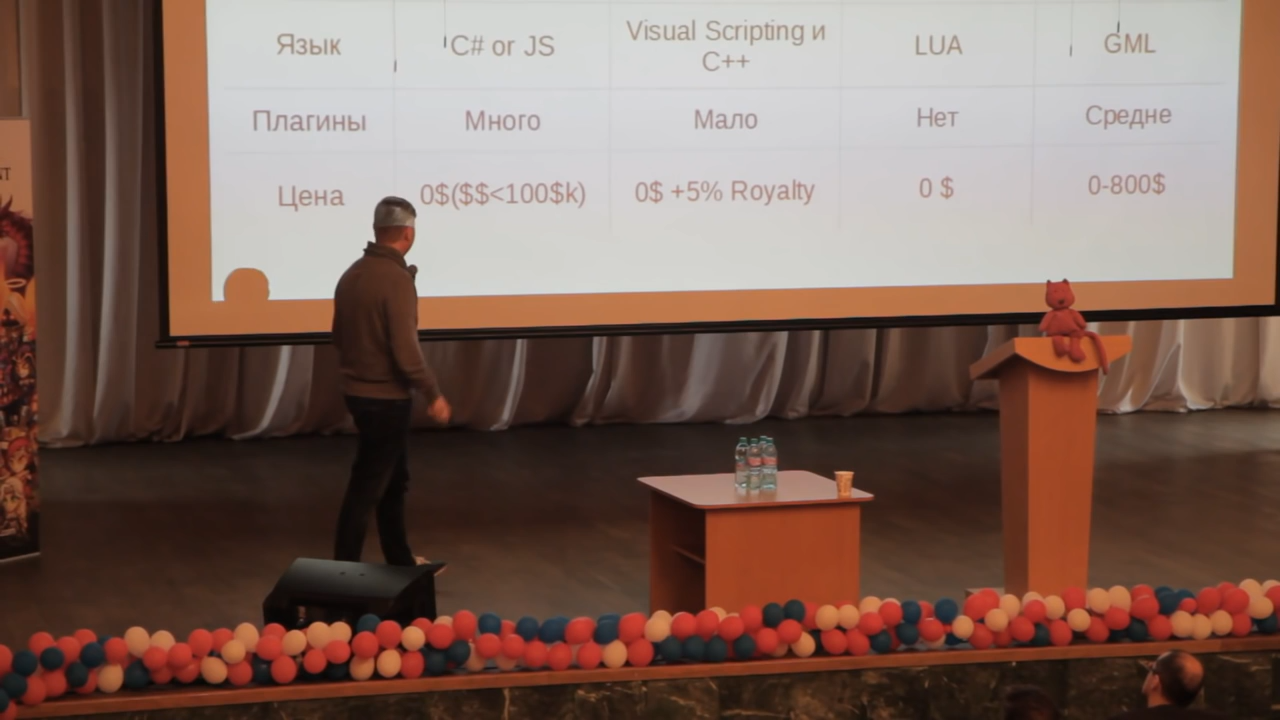 Язык C# or JS Visual Scripting и LUA GML
C++
Плагины Много Мало Нет Средне
Цена 0$($$<100$k) 0$ +5% Royalty 0 $ 0-800$